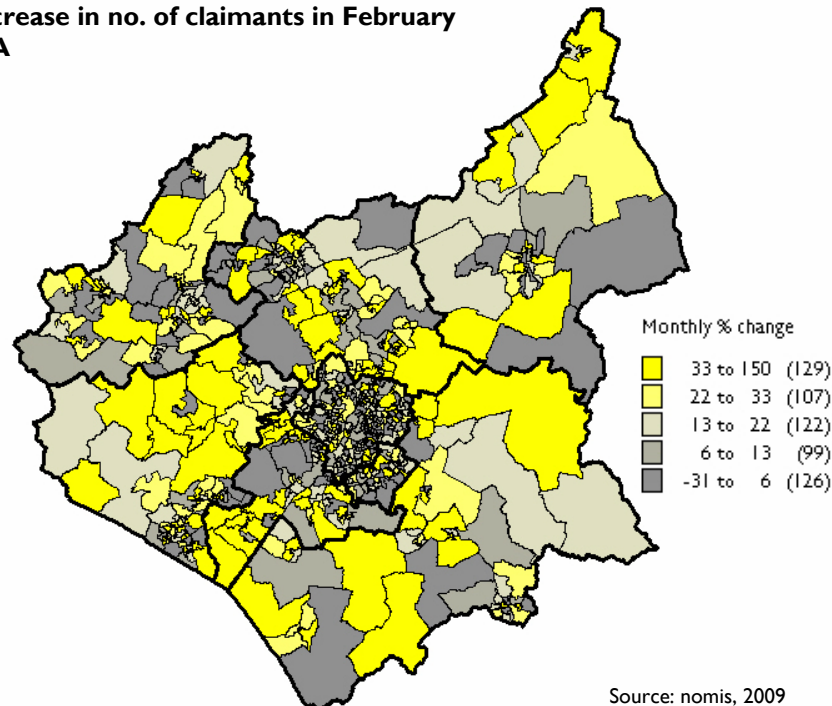 crease in no. of claimants in February
A
Monthly % change
33 to 150 (129)
22 to 33 (107)
13 to 22 (122)
6 to 13 (99)
-31 to 6 (126)
Source: nomis, 2009